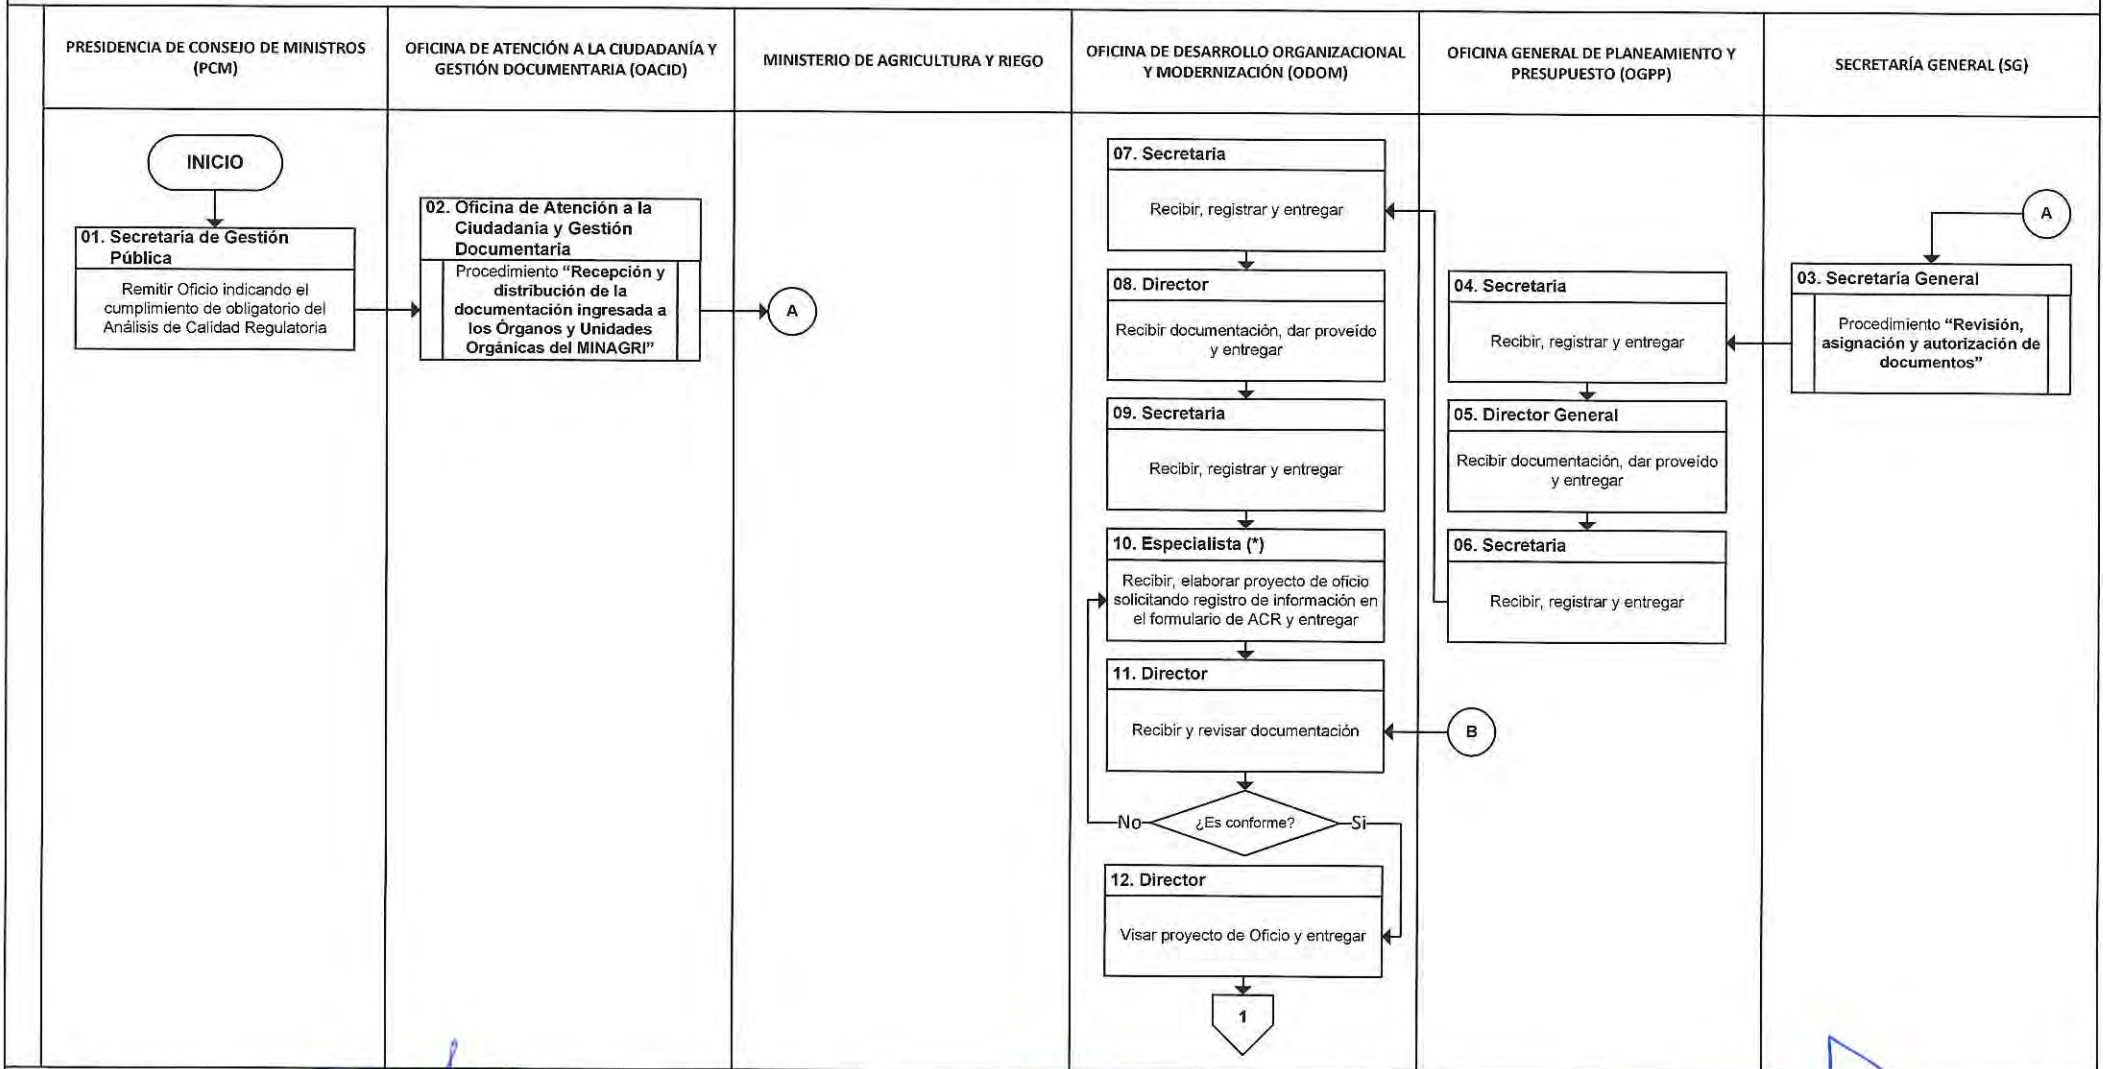 PRESIDENCIA DE CONSEJO DE MINISTROS
(PCM)
OFICINA DE ATENCIÓN A LA CIUDADANÍA Y
GESTIÓN DOCUMENTARIA (OACID)
MINISTERIO DE AGRICULTURA Y RIEGO
OFICINA DE DESARROLLO ORGANIZACIONAL
Y MODERNIZACIÓN (ODOM)
OFICINA GENERAL DE PLANEAMIENTO Y
PRESUPUESTO (OGPP)
SECRETARÍA GENERAL (SG)
INICIO
01. Secretaría de Gestión
Pública
Remitir Oficio indicando el
cumplimiento de obligatorio del
Análisis de Calidad Regulatoria
02. Oficina de Atención a la
Ciudadanía y Gestión
Documentaria
Procedimiento “Recepción y
distribución de la
documentación ingresada a
los Órganos y Unidades
Orgánicas del MINAGRI”
A
07. Secretaria
Recibir, registrar y entregar
08. Director
Recibir documentación, dar proveído
y entregar
09. Secretaria
Recibir, registrar y entregar
10. Especialista (*)
Recibir, elaborar proyecto de oficio
solicitando registro de información en
el formulario de ACR y entregar
11. Director
Recibir y revisar documentación
¿Es conforme?
No
Si
12. Director
Visar proyecto de Oficio y entregar
1
04. Secretaria
Recibir, registrar y entregar
05. Director General
Recibir documentación, dar proveído
y entregar
06. Secretaria
Recibir, registrar y entregar
B
A
03. Secretaría General
Procedimiento “Revisión,
asignación y autorización de
documentos”